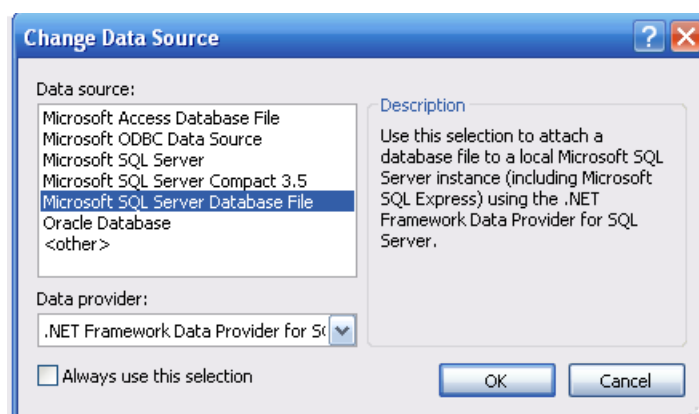 Change Data Source
Data source:
Microsoft Access Database File
Microsoft ODBC Data Source
Microsoft SQL Server
Microsoft SQL Server Compact 3.5
Microsoft SQL Server Database File
Oracle Database
<other>
Data provider:
.NET Framework Data Provider for
Always use this selection
Description
Use this selection to attach a
database file to a local Microsoft SQL
Server instance (including Microsoft
SQL Express) using the .NET
Framework Data Provider for SQL
Server.
OK
Cancel